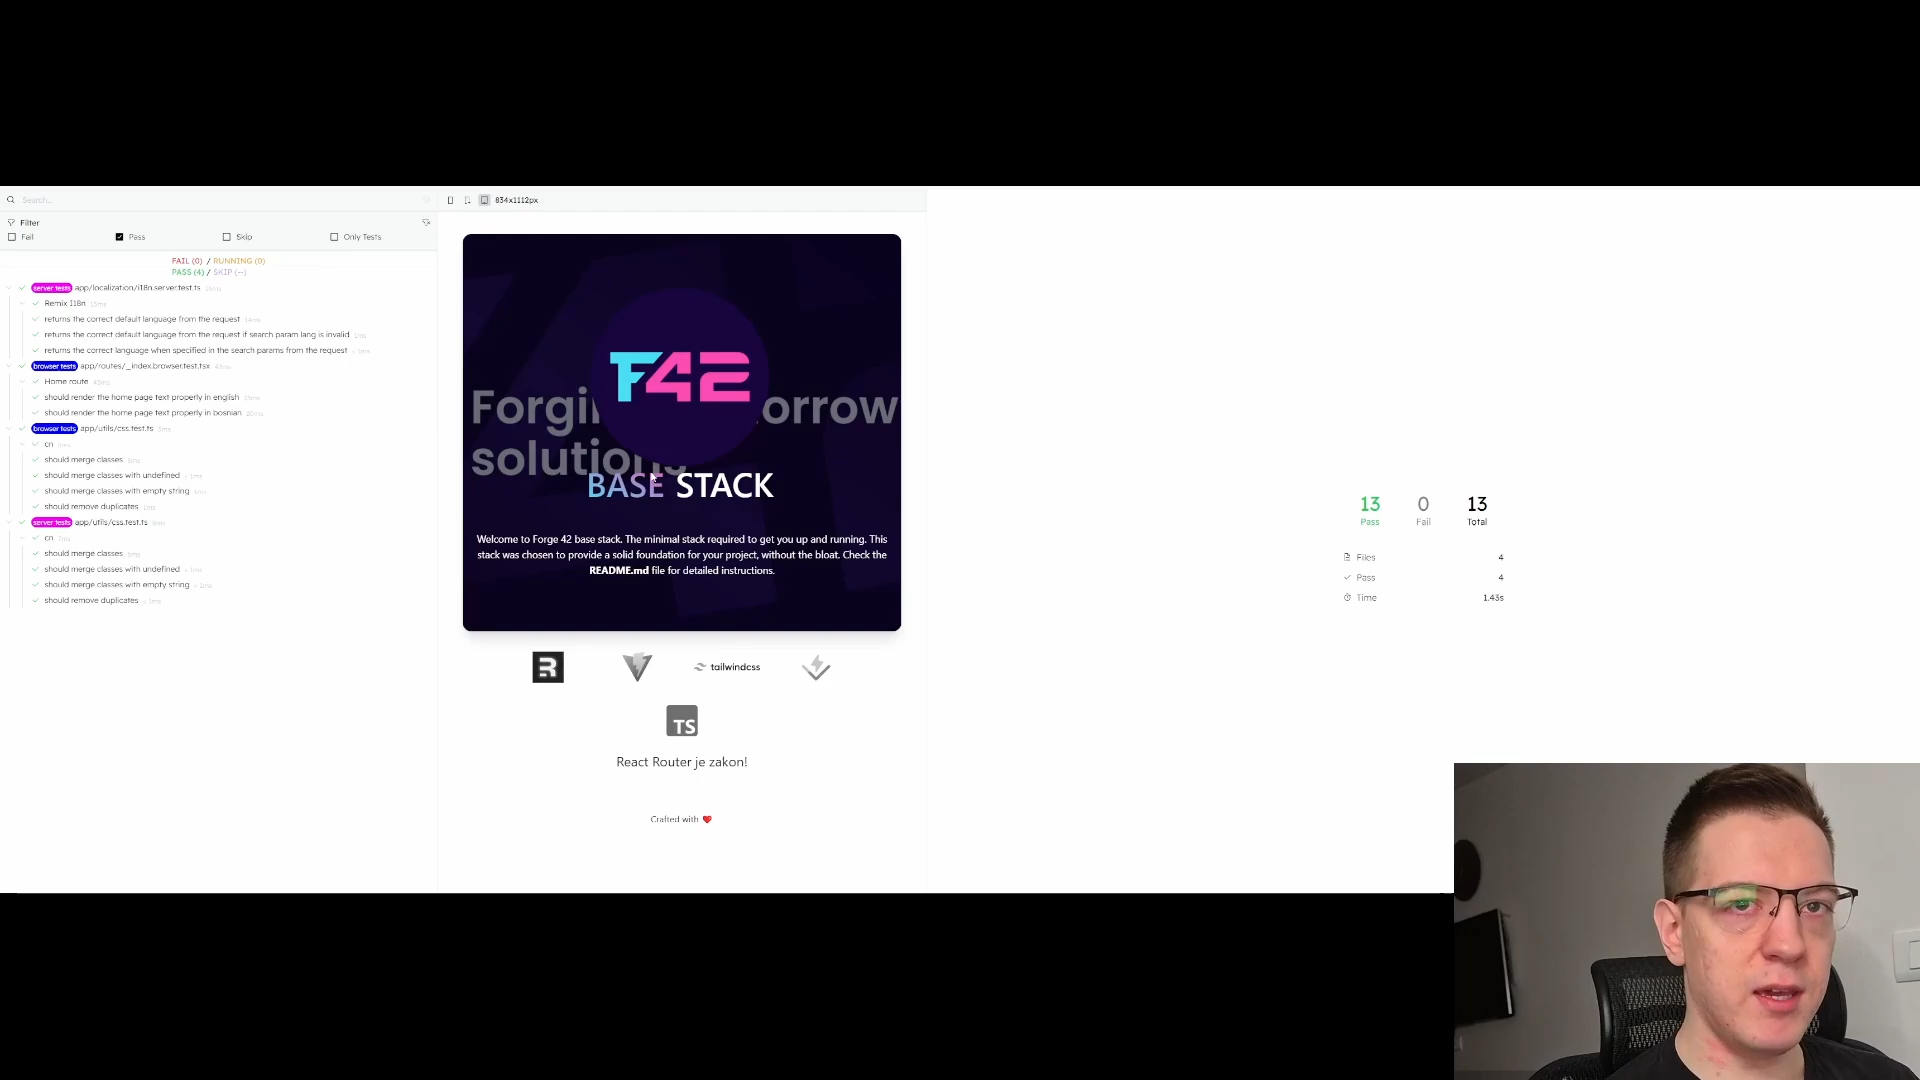 Search...
834x1112px
Filter
Fail
Pass
Skip
Only Tests
FAIL (0) / RUNNING (0)
PASS (4) / SKIP (--)
server tests app/localization/i18n.server.test.ts
Remix I18n
returns the correct default language from the request
returns the correct default language from the request if search param lang is invalid
returns the correct language when specified in the search params from the request
browser tests app/routes/_index.browser.test.tsx
Home route
should render the home page text properly in english
should render the home page text properly in bosnian
browser tests app/utils/css.test.ts
cn
should merge classes
should merge classes with undefined
should merge classes with empty string
should remove duplicates
server tests app/utils/css.test.ts
cn
should merge classes
should merge classes with undefined
should merge classes with empty string
should remove duplicates
F42
BASE STACK
Welcome to Forge 42 base stack. The minimal stack required to get you up and running. This
stack was chosen to provide a solid foundation for your project, without the bloat. Check the
README.md file for detailed instructions.
R
tailwindcss
TS
React Router je zakon!
Crafted with ❤️
13 0 13
Pass Fail Total
Files 4
Pass 4
Time 1.43s